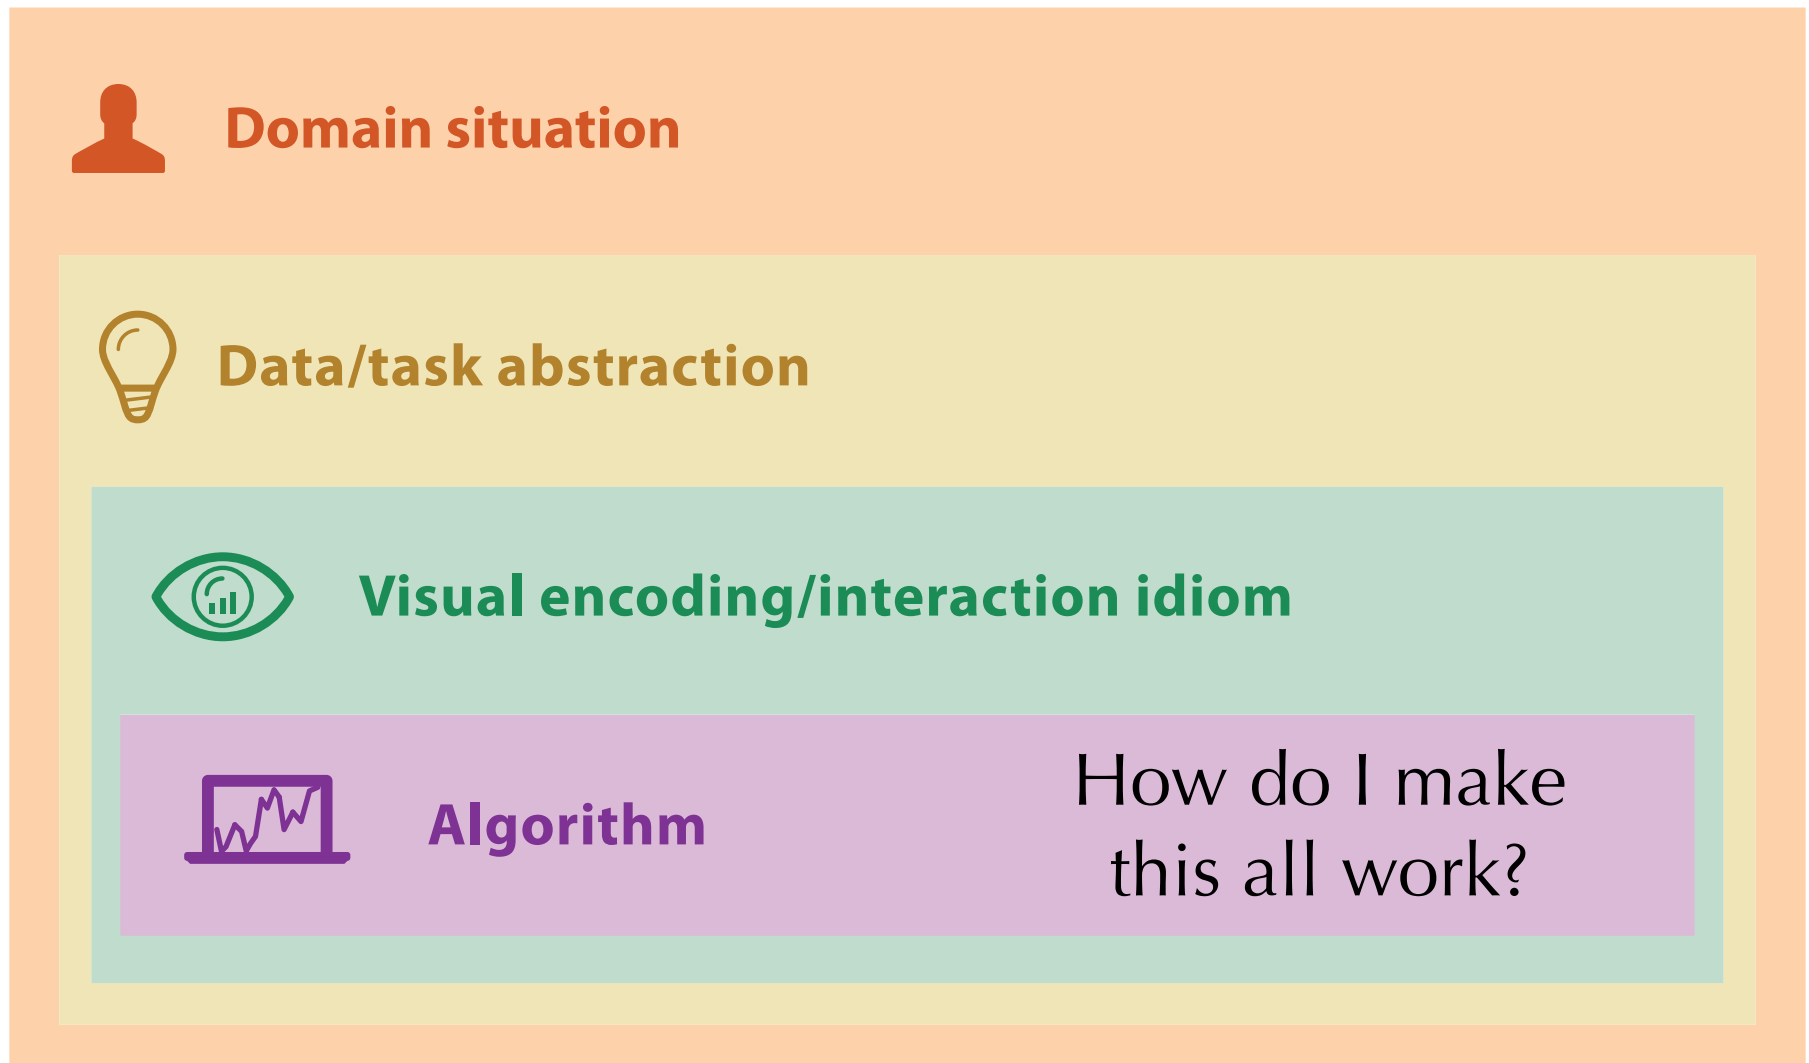 Domain situation
Data/task abstraction
Visual encoding/interaction idiom
Algorithm
How do I make
this all work?